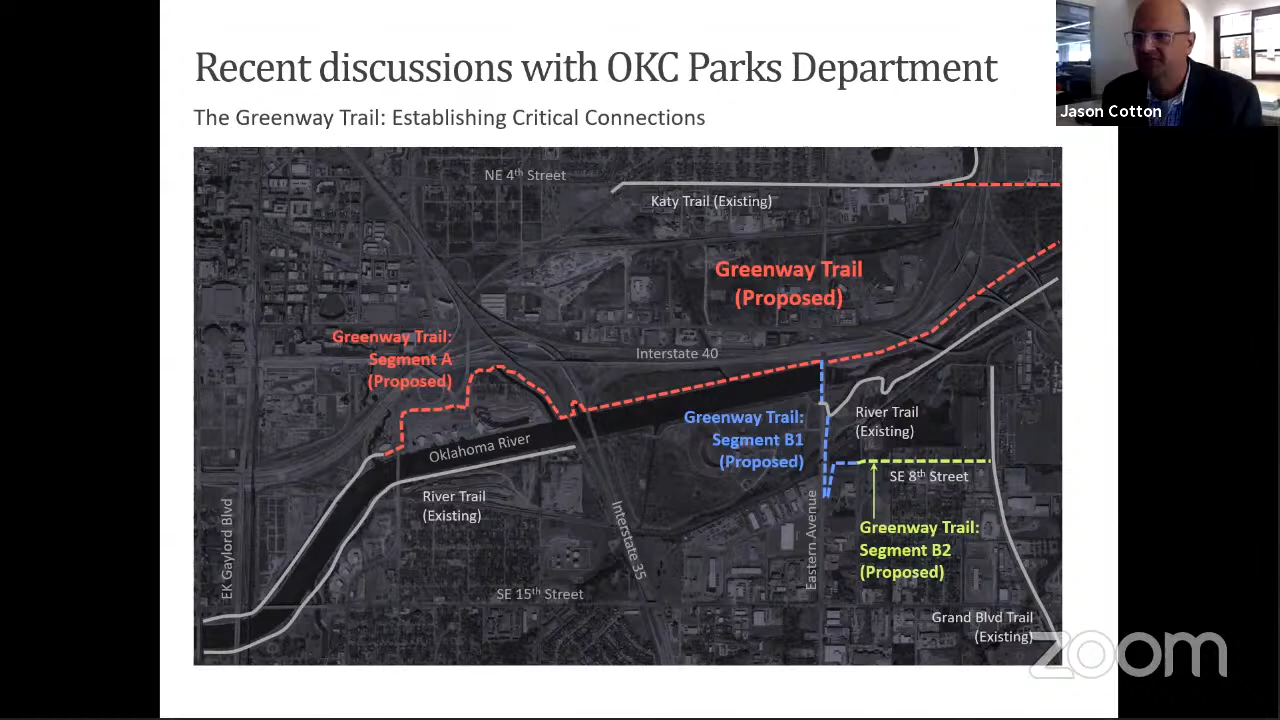 Recent discussions with OKC Parks Department
The Greenway Trail: Establishing Critical Connections
Jason Cotton
NE 4th Street
Katy Trail (Existing)
Greenway Trail
(Proposed)
Greenway Trail:
Segment A
(Proposed)
Interstate 40
Greenway Trail:
Segment B1
(Proposed)
River Trail
(Existing)
Oklahoma River
SE 8th Street
River Trail
(Existing)
EK Gaylord Blvd
Interstate 35
Eastern Avenue
Greenway Trail:
Segment B2
(Proposed)
SE 15th Street
Grand Blvd Trail
(Existing)
zoom